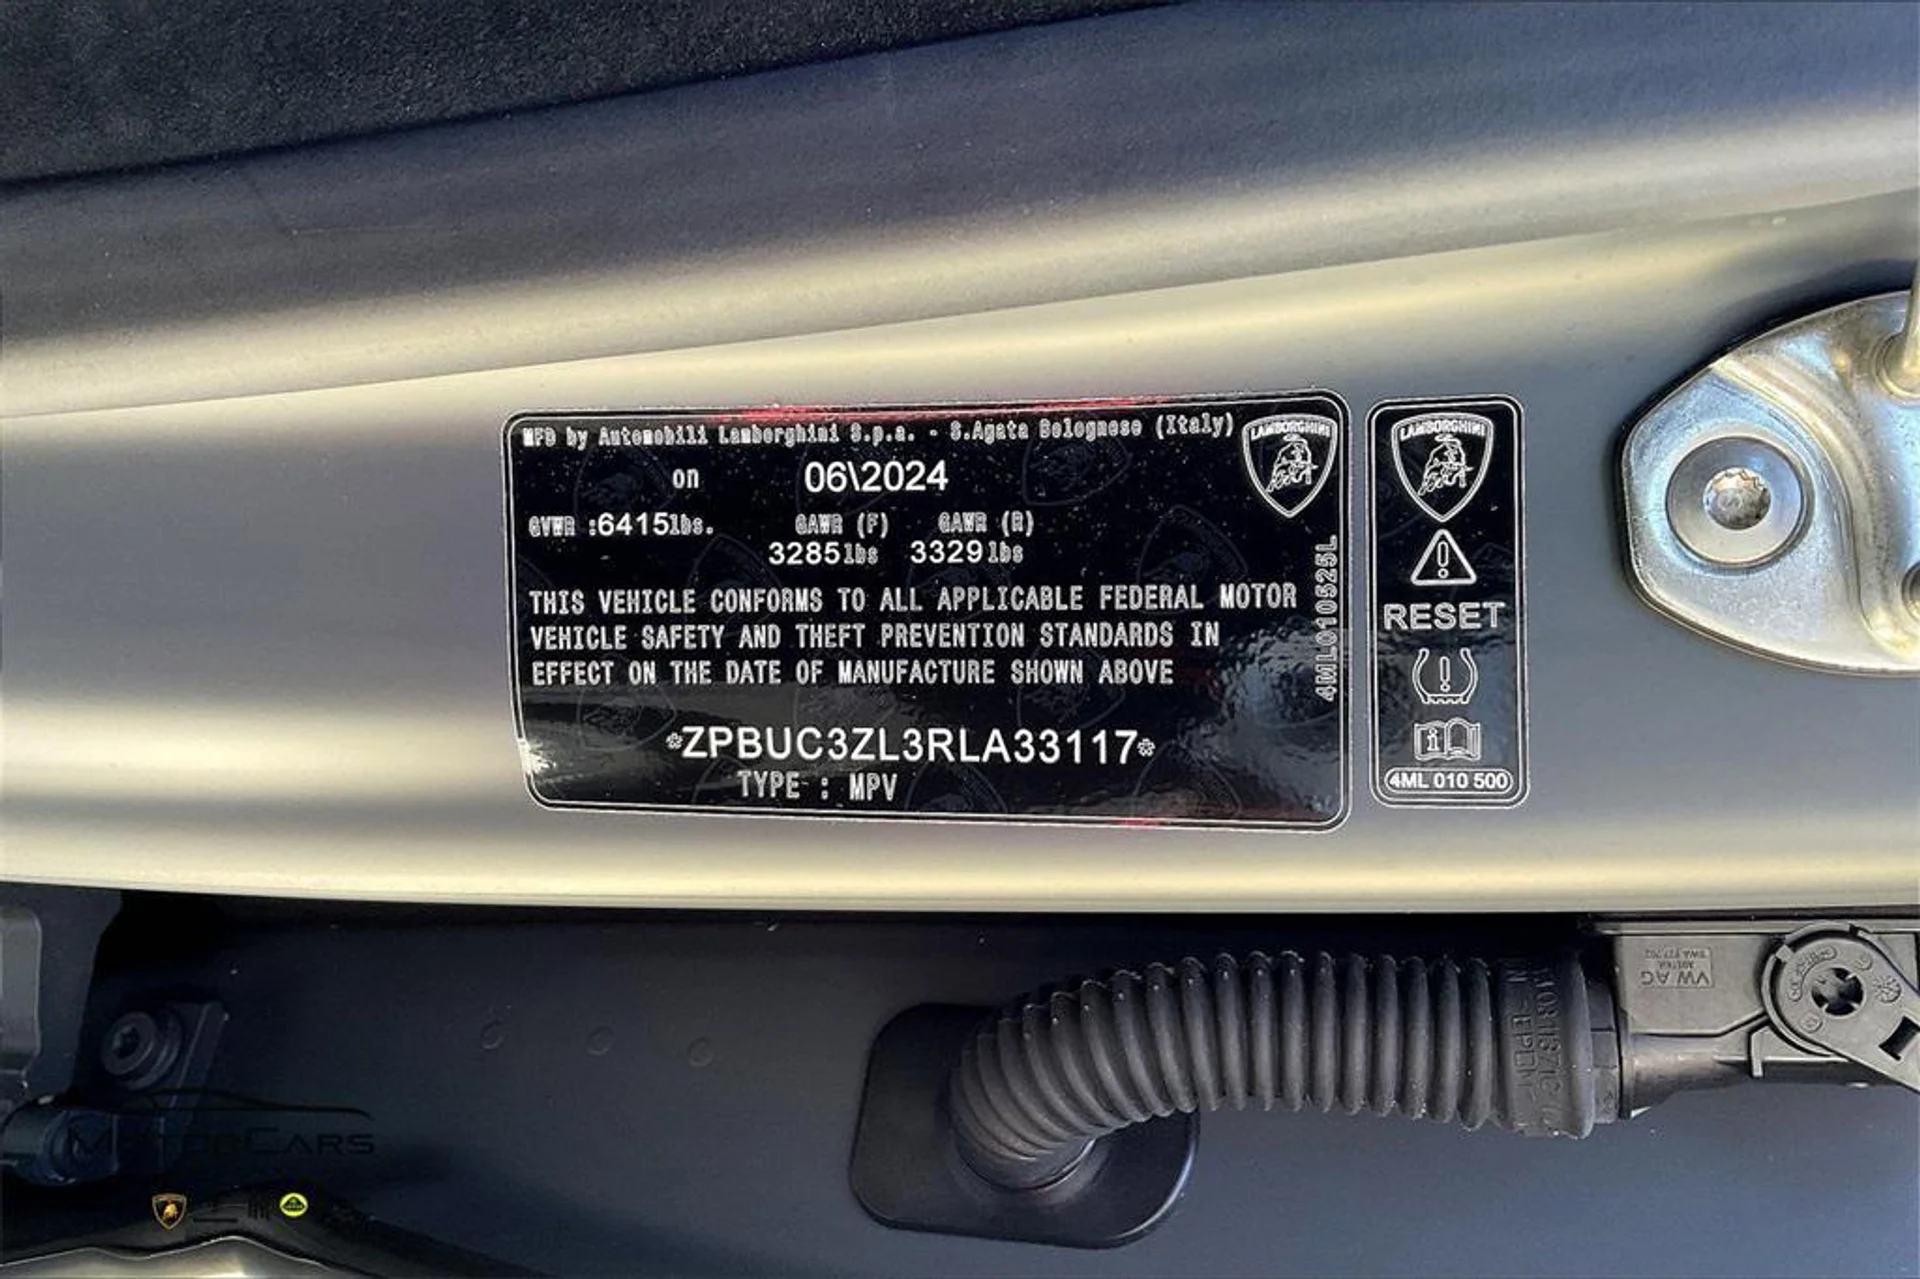 MFD by Automobili Lamborghini S.p.a. - S.Agata Bolognese (Italy)
on 06\2024
GVWR :6415lbs. GAWR (F) GAWR (R)
3285lbs 3329lbs
THIS VEHICLE CONFORMS TO ALL APPLICABLE FEDERAL MOTOR
VEHICLE SAFETY AND THEFT PREVENTION STANDARDS IN
EFFECT ON THE DATE OF MANUFACTURE SHOWN ABOVE
*ZPBUC3ZL3RLA33117*
TYPE : MPV
4ML010525L
LAMBORGHINI
LAMBORGHINI
RESET
4ML 010 500
VW AG
MOTORCARS